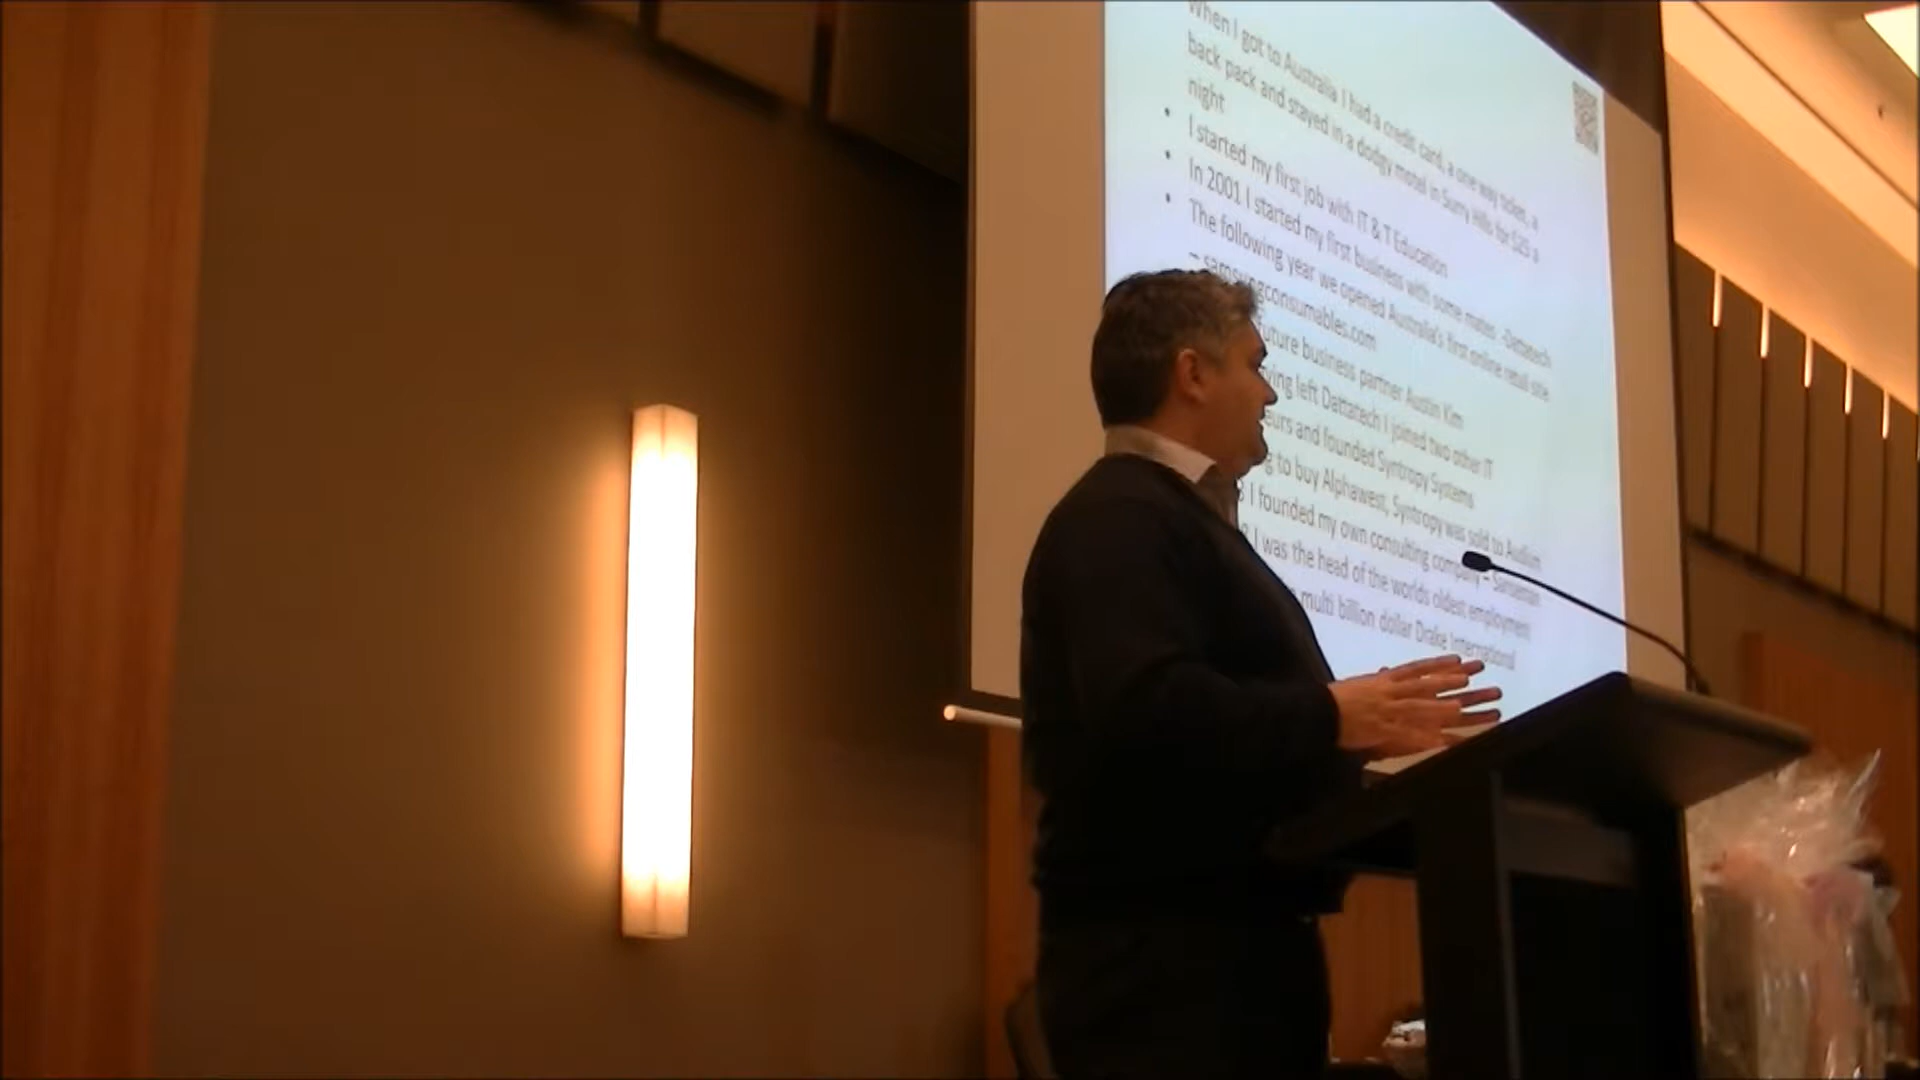 When I got to Australia I had a credit card, a one way ticket, a
back pack and stayed in a dodgy motel in Surry Hills for $25 a
night
• I started my first job with IT & T Education
• In 2001 I started my first business with some mates -Dattatech
• The following year we opened Australia's first online retail site
– samsungconsumables.com
future business partner Austin Kim
left Dattatech I joined two other IT
and founded Syntropy Systems
to buy Alphawest, Syntropy was sold to
I founded my own consulting company –
I was the head of the worlds oldest employment
multi billion dollar Drake International